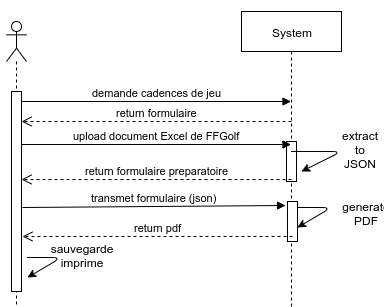 System
demande cadences de jeu
return formulaire
upload document Excel de FFGolf
extract
to
JSON
return formulaire preparatoire
transmet formulaire (json)
generate
PDF
return pdf
sauvegarde
imprime